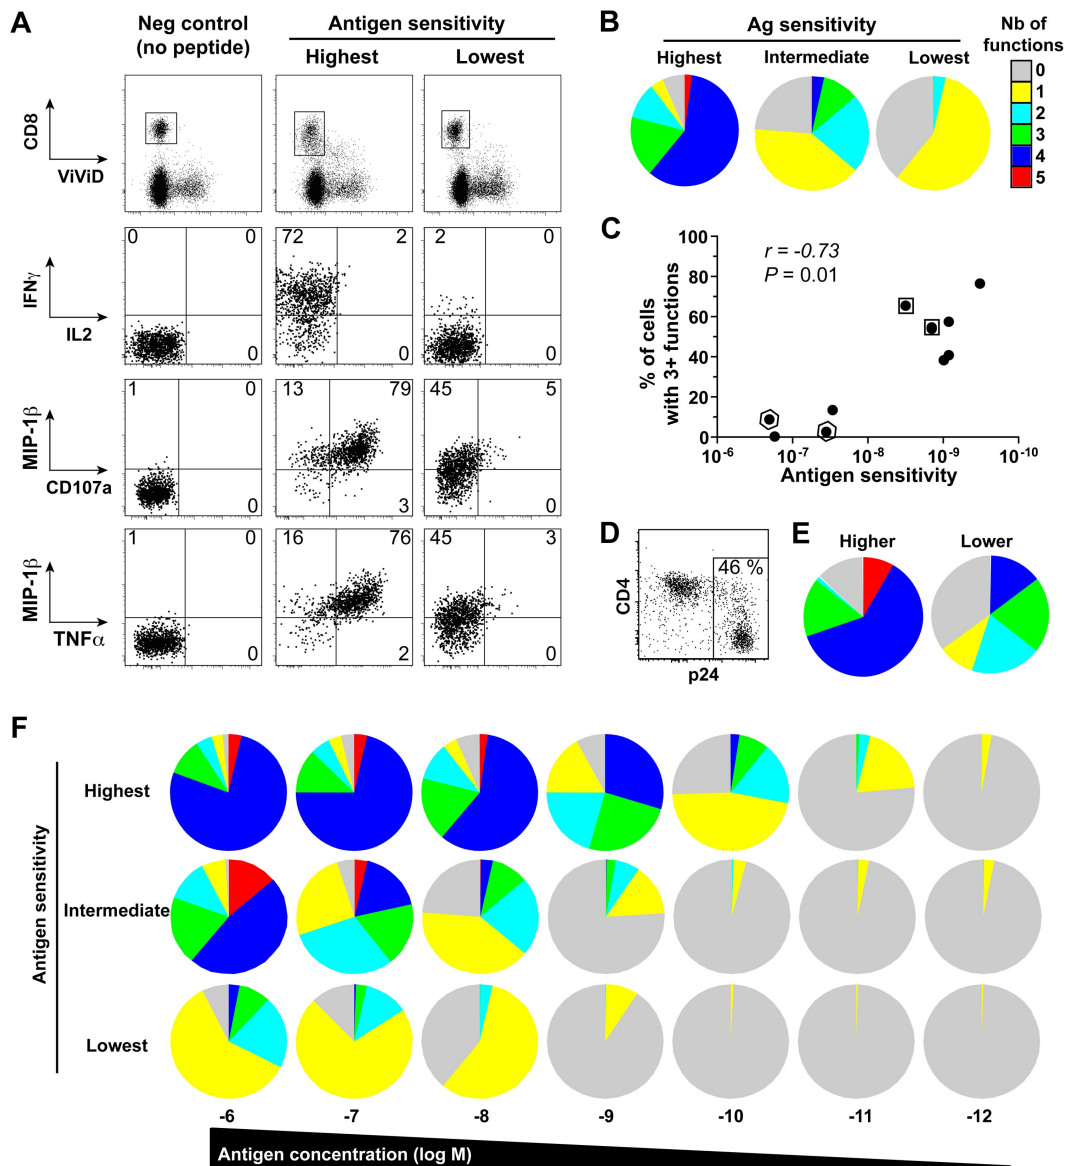 A
Neg control
(no peptide)
Antigen sensitivity
Highest
Lowest
CD8
ViViD
IFNγ
IL2
0
0
0
72
2
0
2
0
0
MIP-1β
CD107a
1
0
0
13
79
3
45
5
0
MIP-1β
TNFα
1
0
0
16
76
2
45
3
0
B
Ag sensitivity
Highest
Intermediate
Lowest
Nb of
functions
0
1
2
3
4
5
C
r = -0.73
P = 0.01
% of cells
with 3+ functions
100
80
60
40
20
0
10-6
10-7
10-8
10-9
10-10
Antigen sensitivity
D
46 %
CD4
p24
E
Higher
Lower
F
Antigen sensitivity
Highest
Intermediate
Lowest
-6
-7
-8
-9
-10
-11
-12
Antigen concentration (log M)